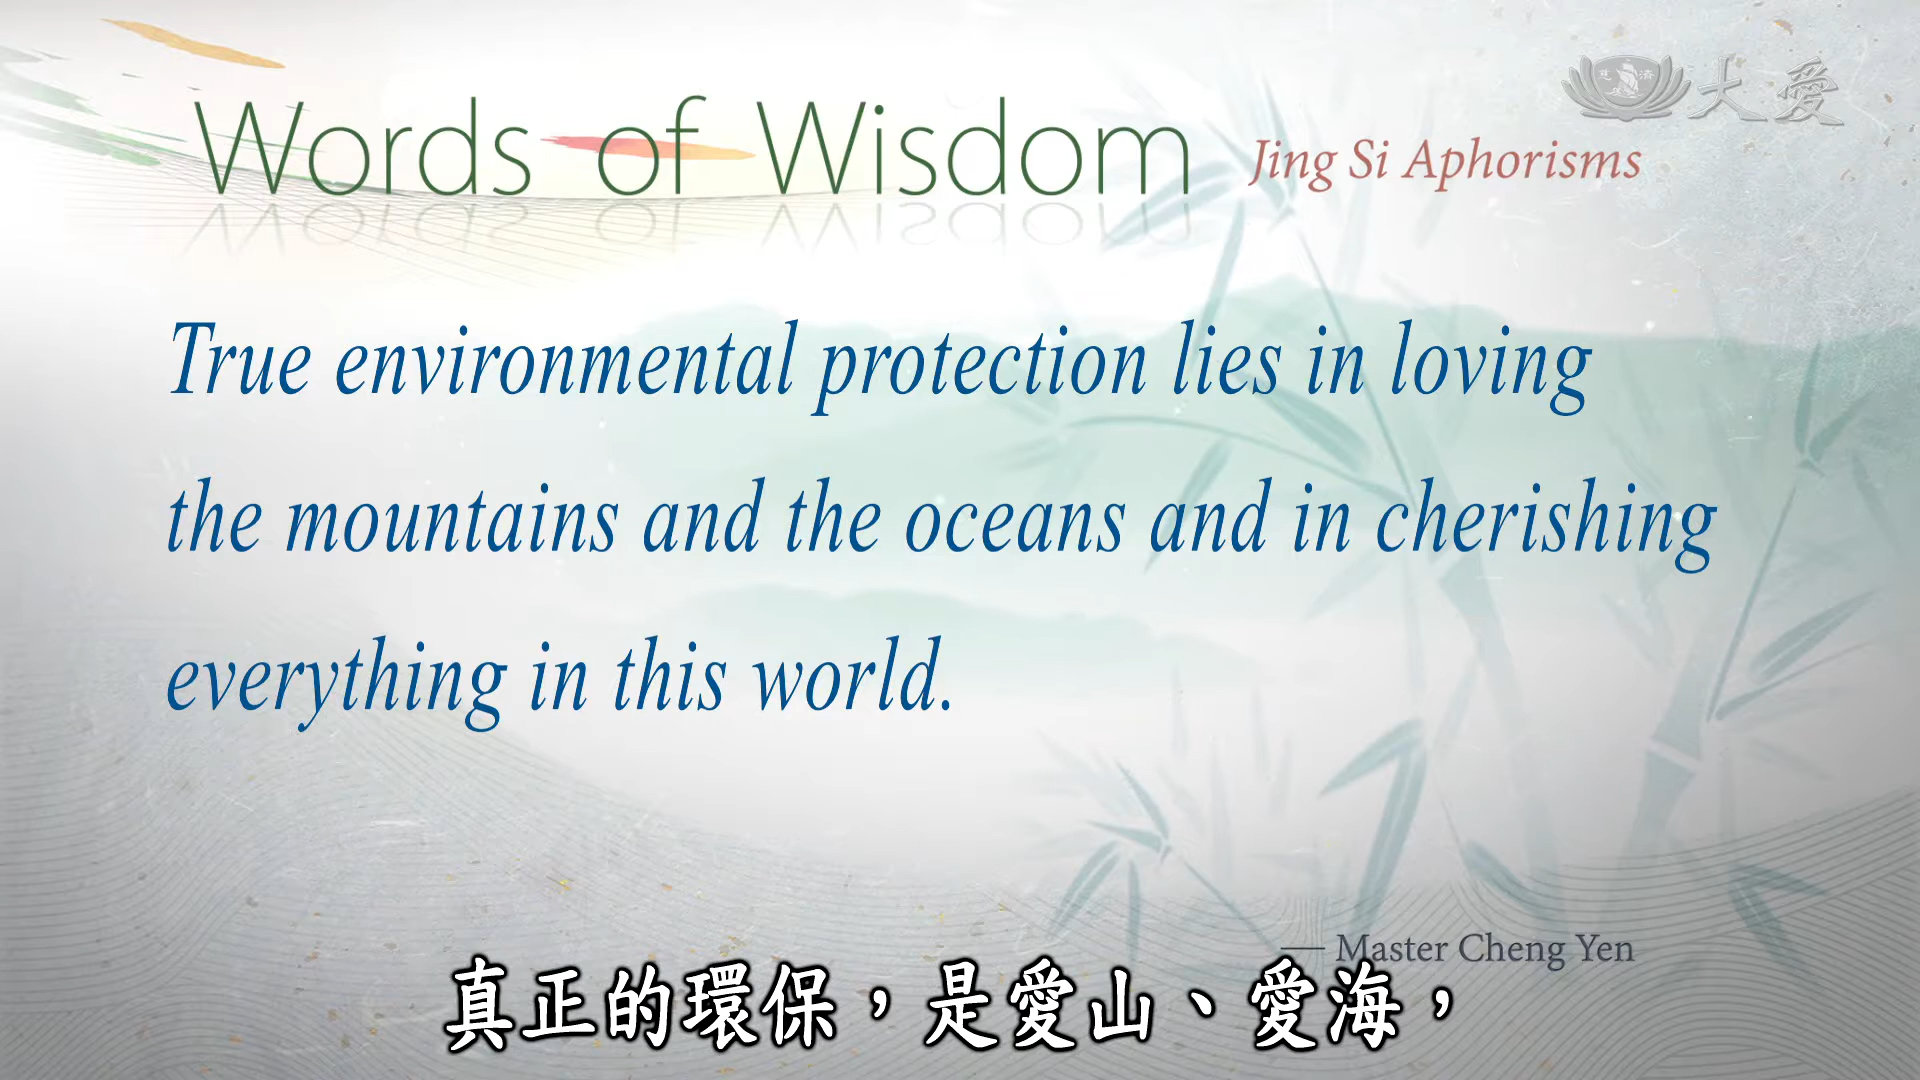 大愛
Words of Wisdom
Jing Si Aphorisms
True environmental protection lies in loving
the mountains and the oceans and in cherishing
everything in this world.
— Master Cheng Yen
真正的環保，是愛山、愛海，